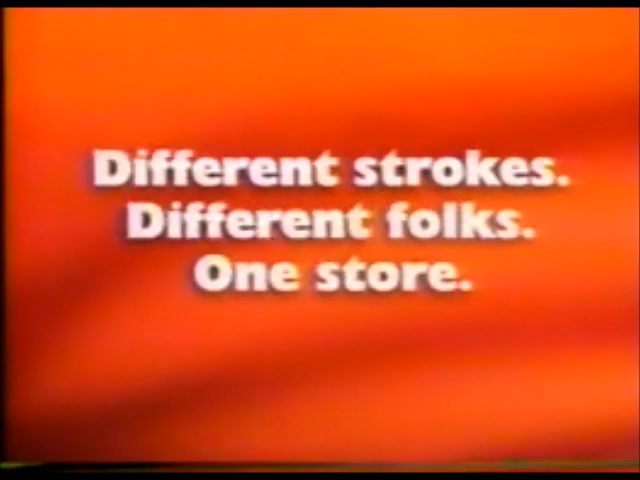 Different strokes.
Different folks.
One store.